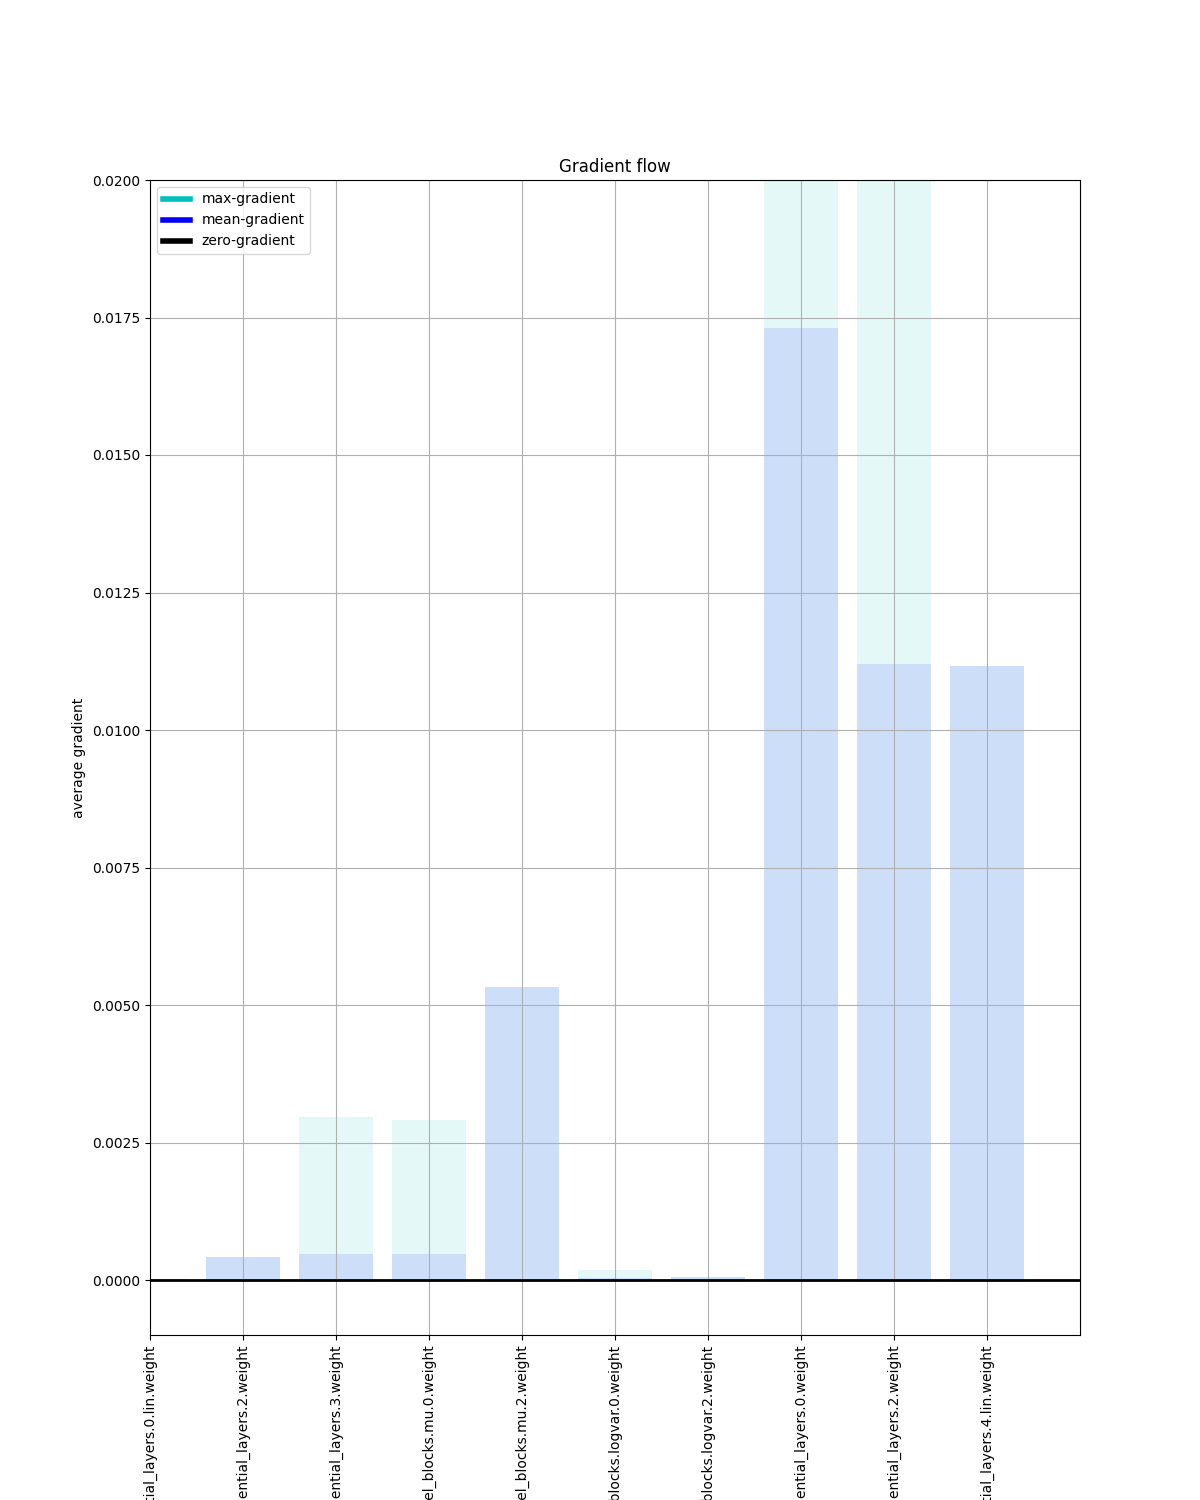 Gradient flow
max-gradient
mean-gradient
zero-gradient
average gradient
0.0200
0.0175
0.0150
0.0125
0.0100
0.0075
0.0050
0.0025
0.0000
tial_layers.0.lin.weight
ential_layers.2.weight
ential_layers.3.weight
el_blocks.mu.0.weight
el_blocks.mu.2.weight
blocks.logvar.0.weight
blocks.logvar.2.weight
ential_layers.0.weight
ential_layers.2.weight
tial_layers.4.lin.weight